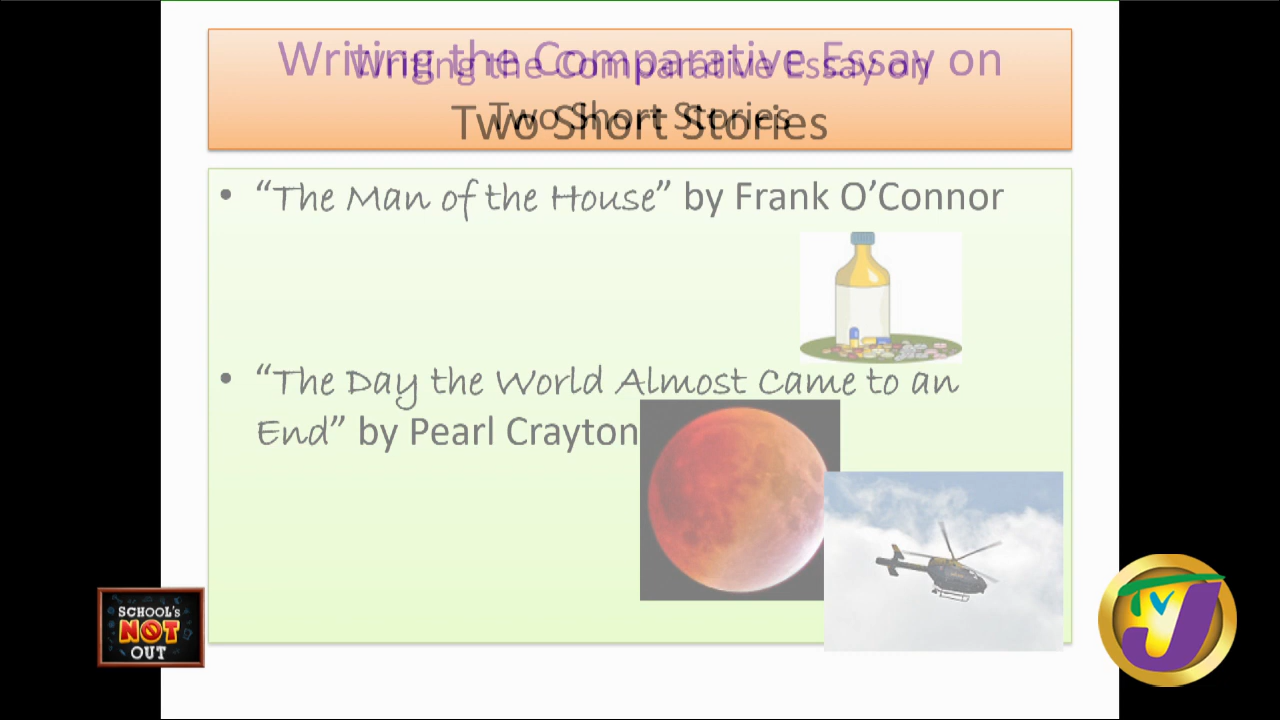 Writing the Comparative Essay on
Two Short Stories
• “The Man of the House” by Frank O’Connor
• “The Day the World Almost Came to an
End” by Pearl Crayton
SCHOOL'S
NOT
OUT
TVJ